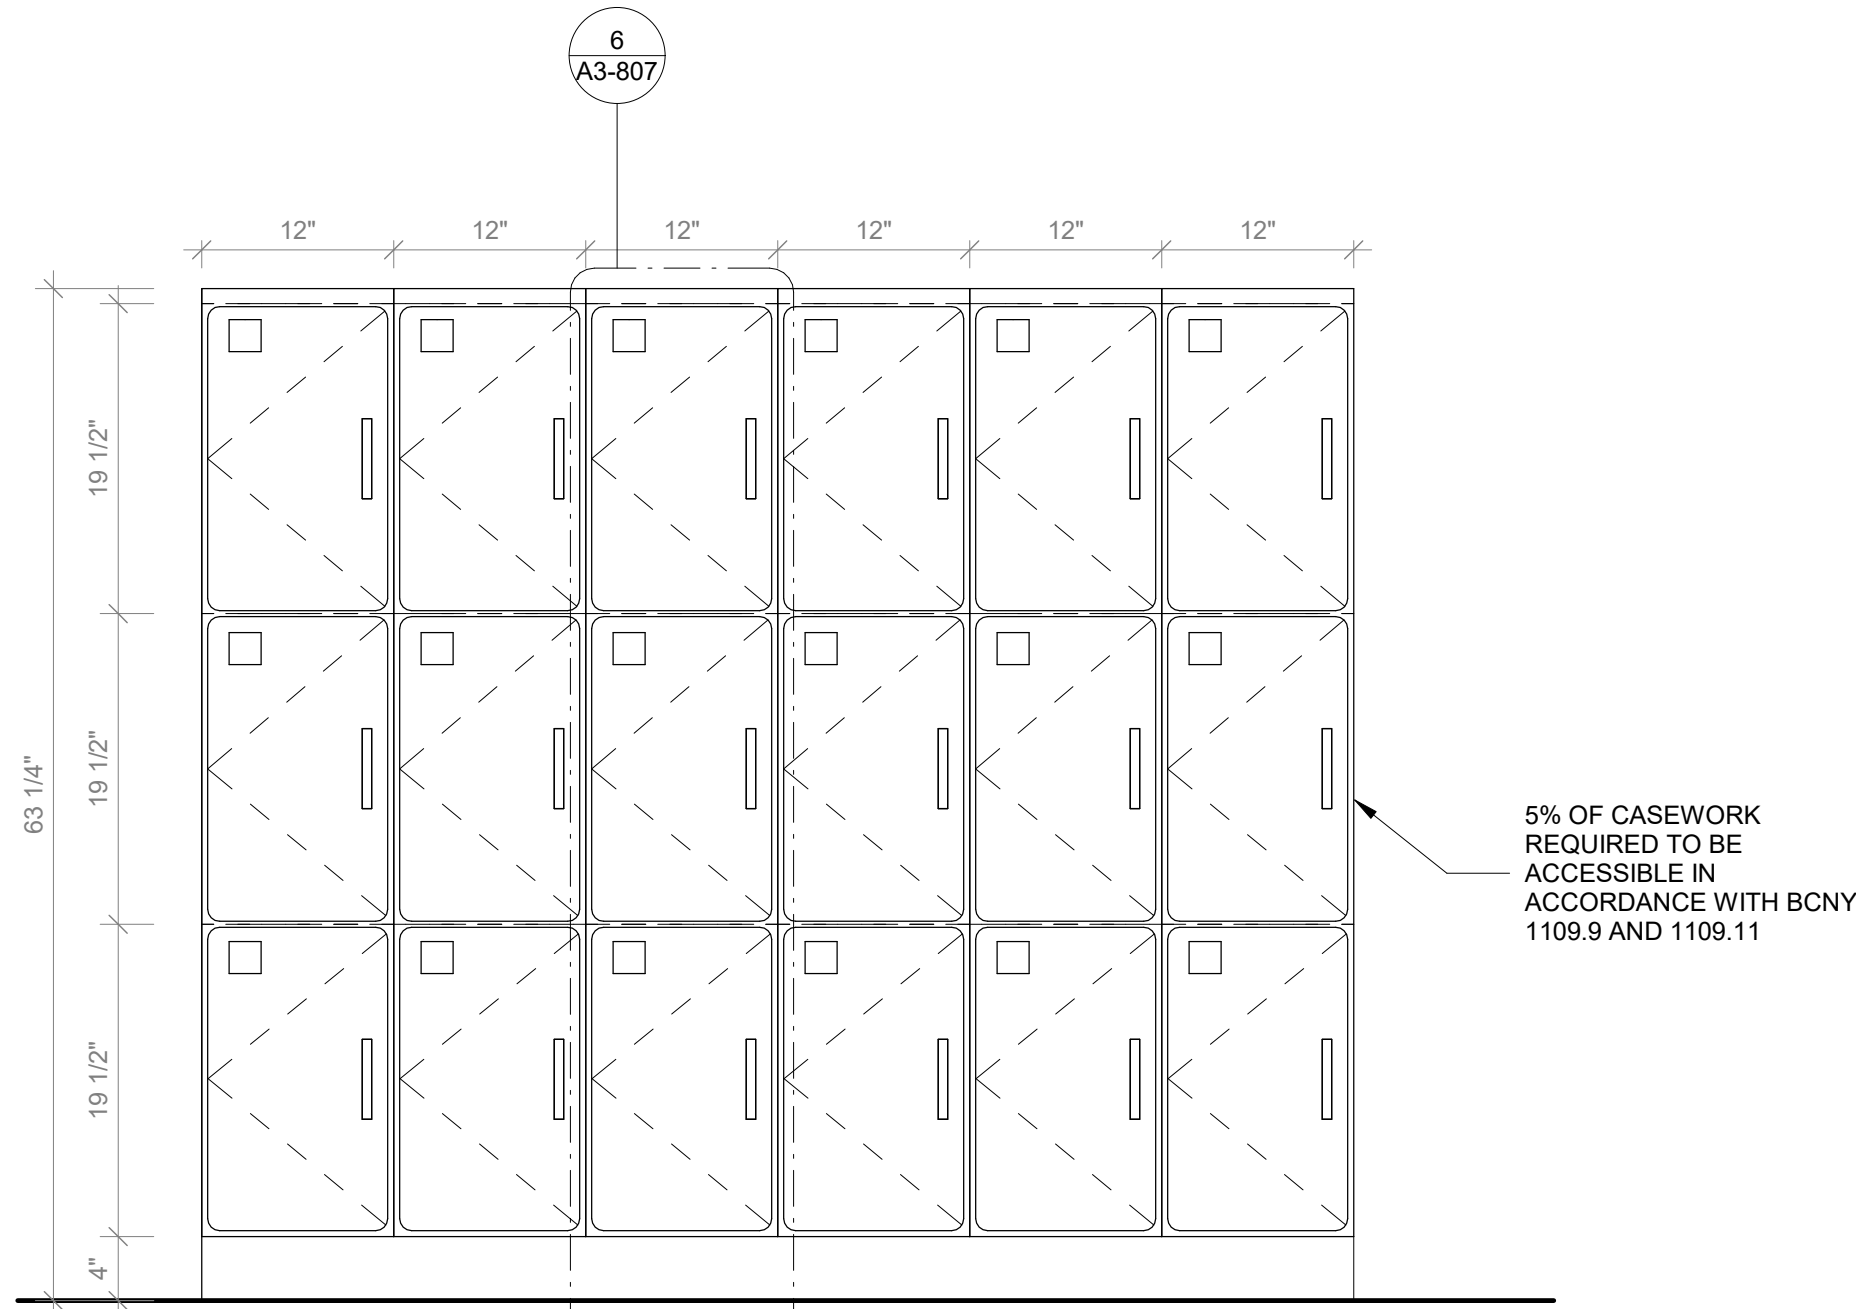 6
A3-807
12" 12" 12" 12" 12" 12"
19 1/2"
19 1/2"
63 1/4"
19 1/2"
4"
5% OF CASEWORK
REQUIRED TO BE
ACCESSIBLE IN
ACCORDANCE WITH BCNY
1109.9 AND 1109.11